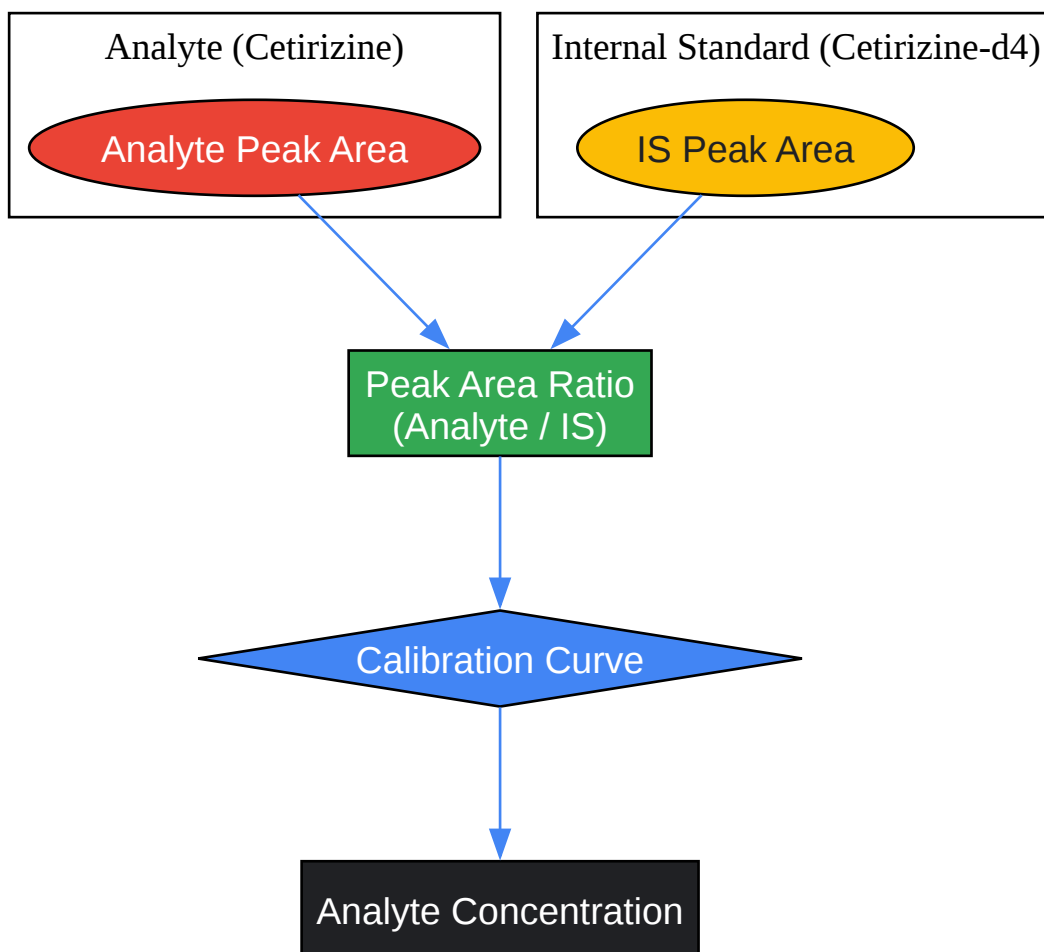 Analyte (Cetirizine)
Internal Standard (Cetirizine-d4)
Analyte Peak Area
IS Peak Area
Peak Area Ratio
(Analyte / IS)
Calibration Curve
Analyte Concentration